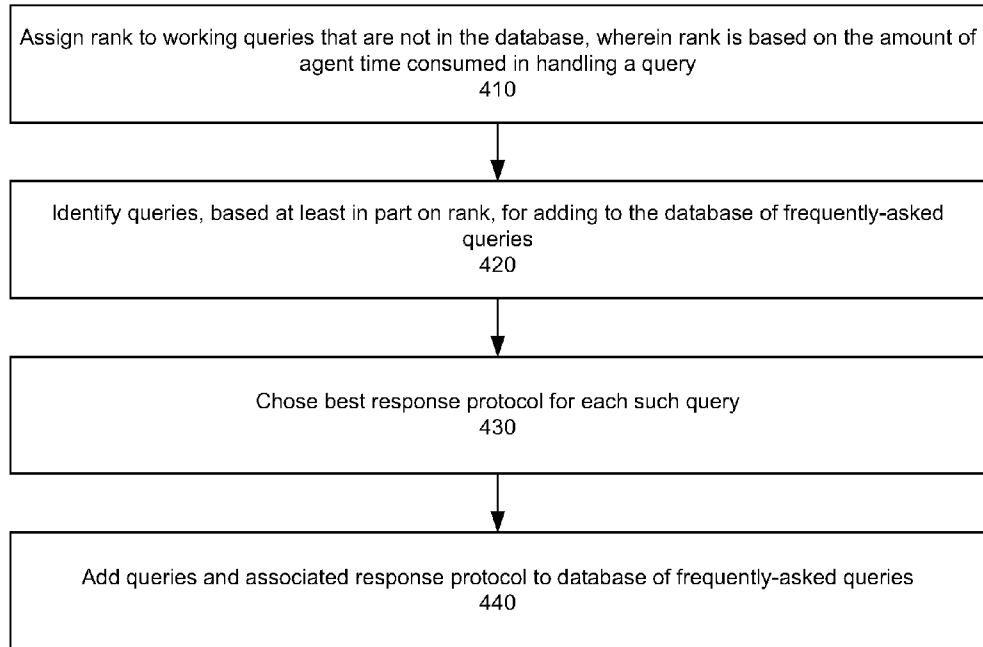 Assign rank to working queries that are not in the database, wherein rank is based on the amount of
agent time consumed in handling a query
410
Identify queries, based at least in part on rank, for adding to the database of frequently-asked
queries
420
Chose best response protocol for each such query
430
Add queries and associated response protocol to database of frequently-asked queries
440